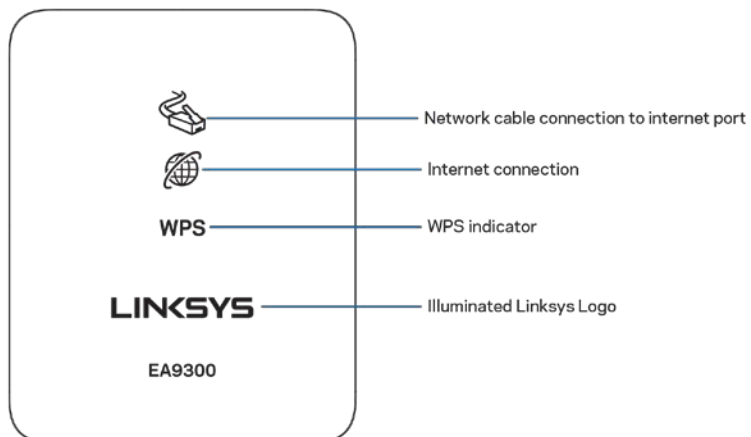 Network cable connection to internet port
Internet connection
WPS
WPS indicator
LINKSYS
Illuminated Linksys Logo
EA9300